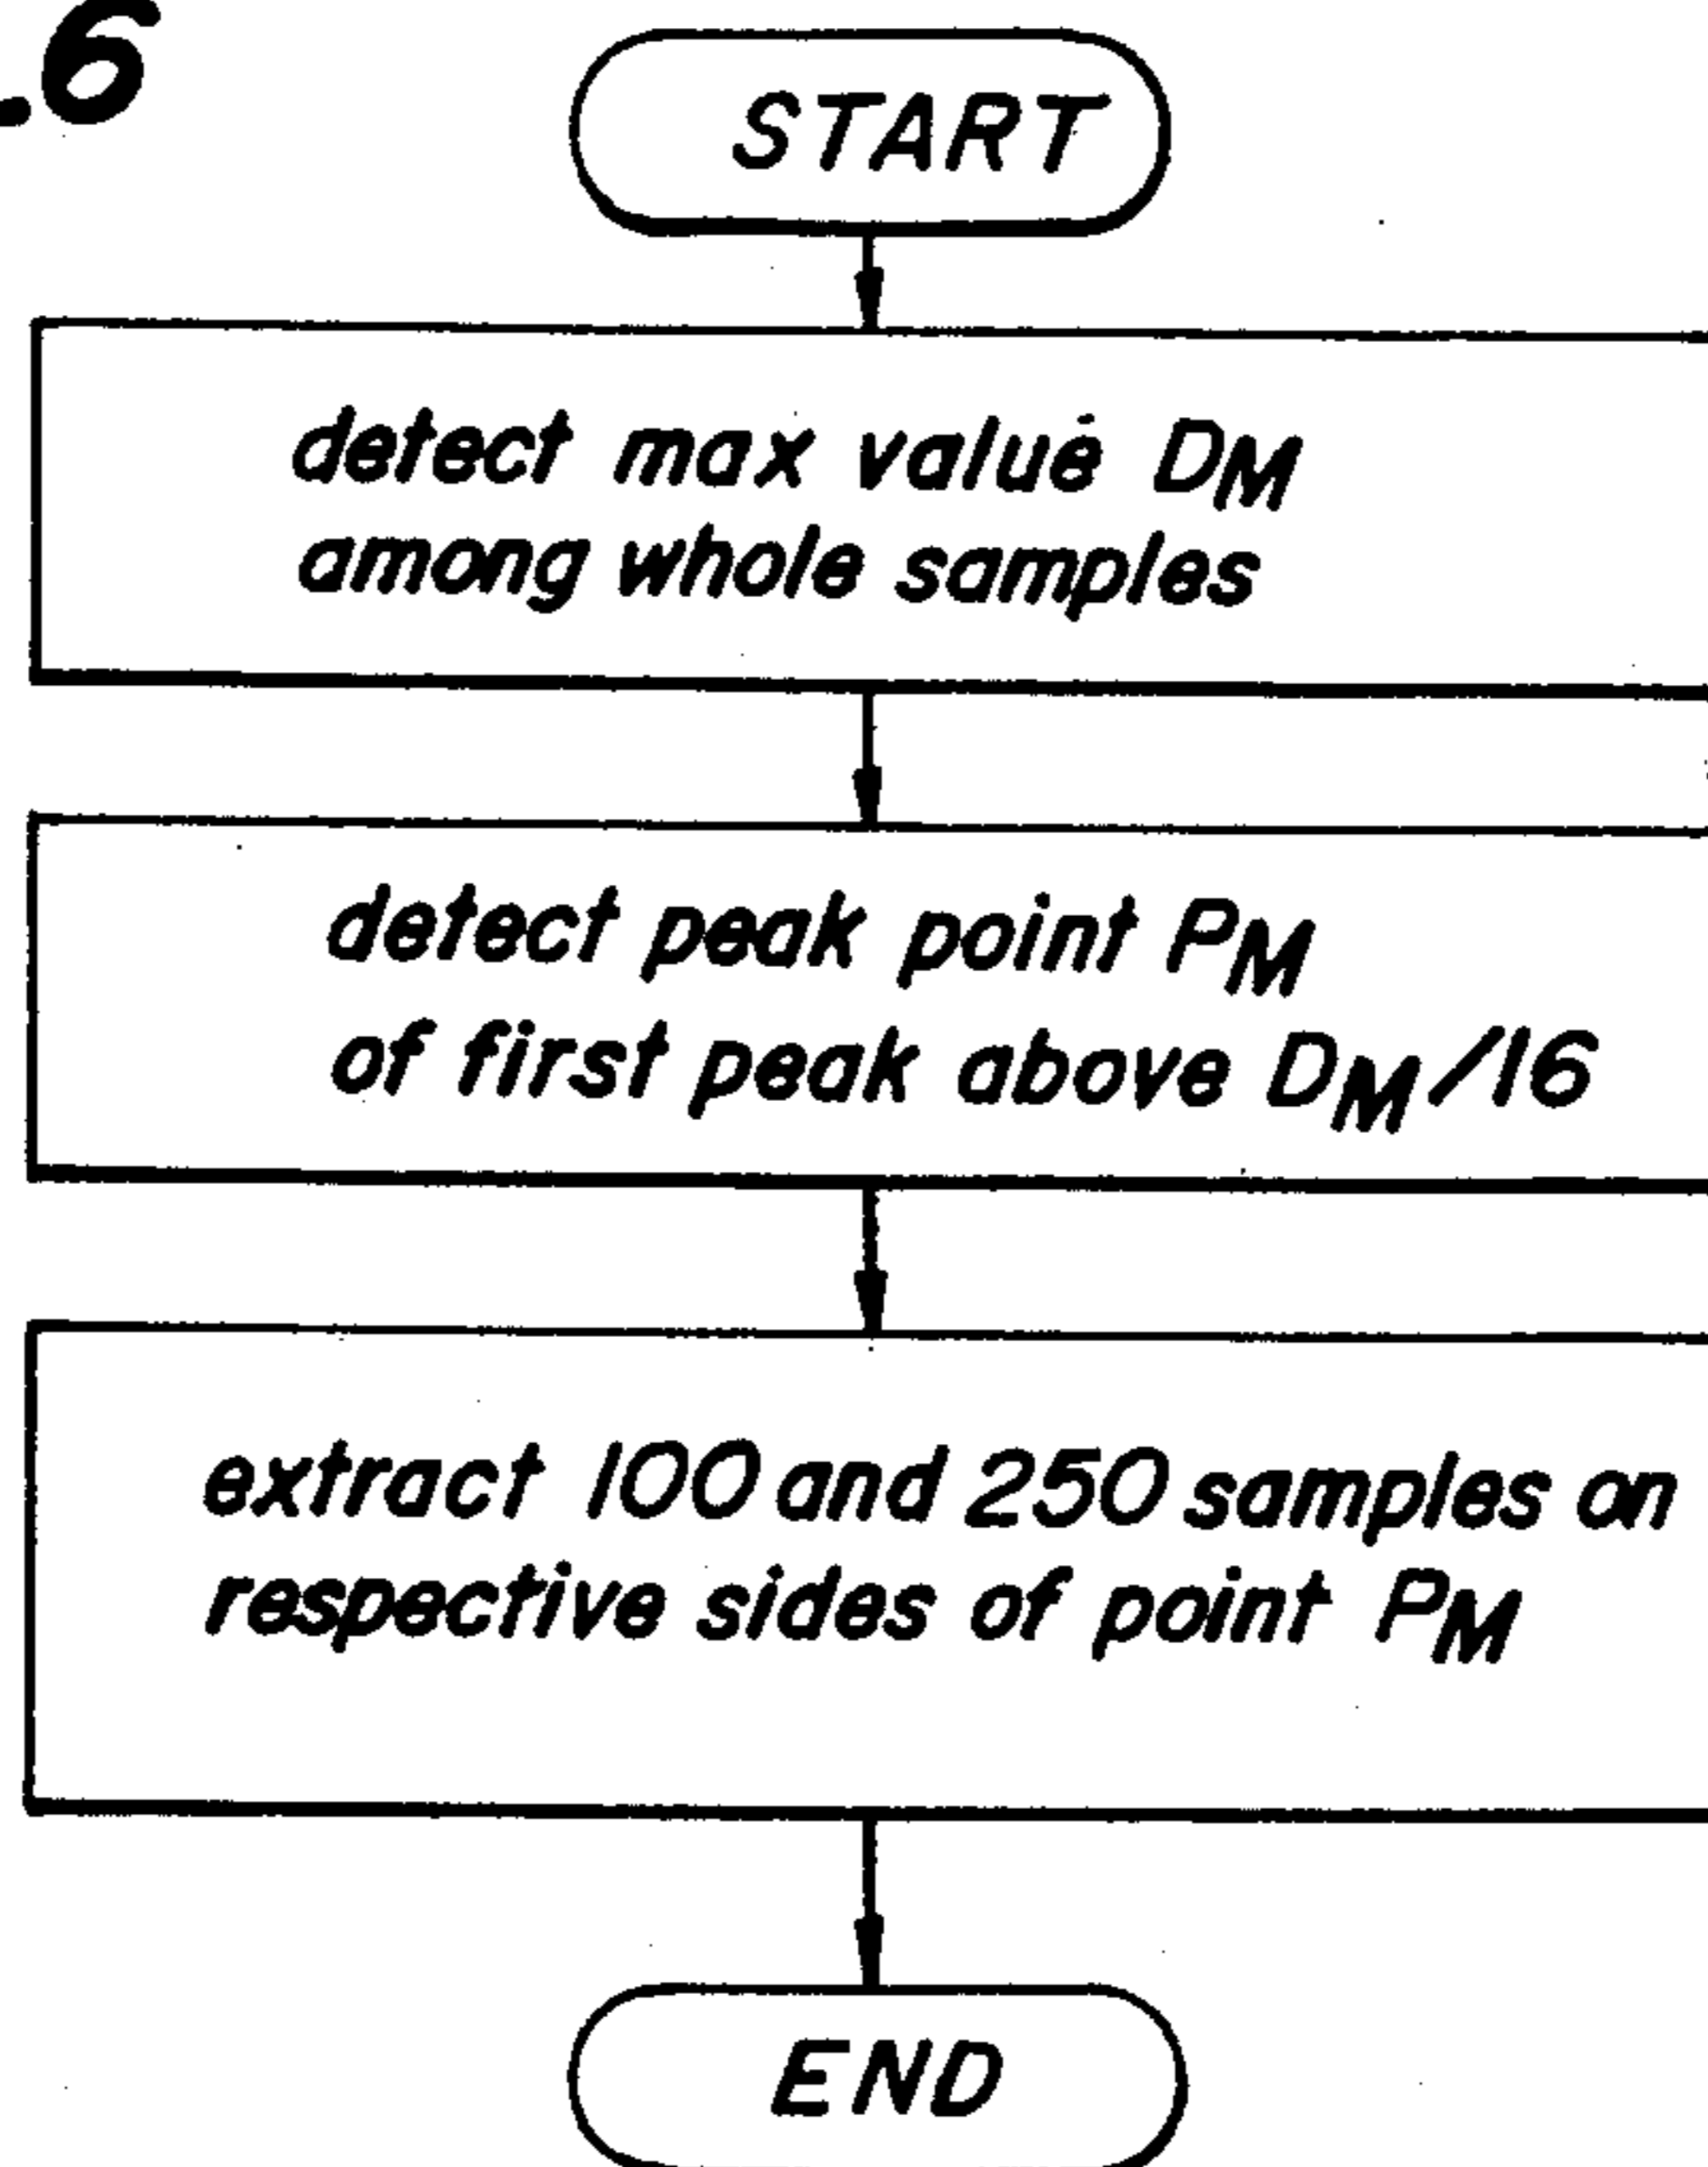 .6
START
detect max value DM
among whole samples
detect peak point PM
of first peak above DM/16
extract 100 and 250 samples on
respective sides of point PM
END